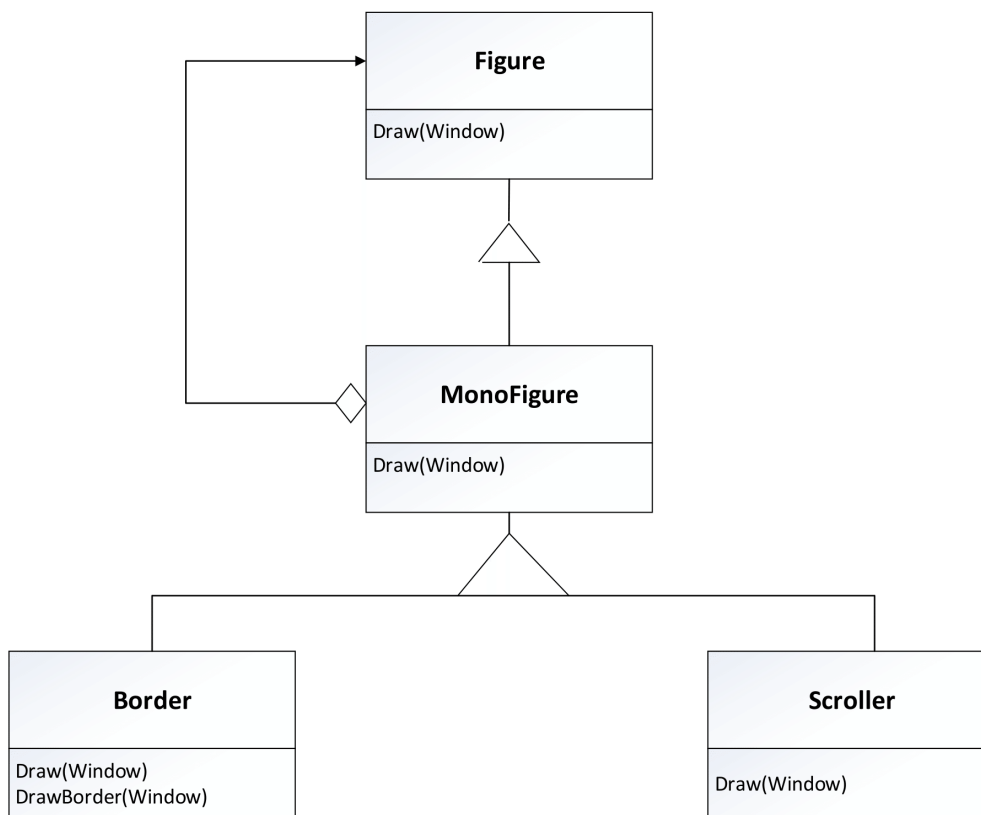 Figure
Draw(Window)
MonoFigure
Draw(Window)
Border
Draw(Window)
DrawBorder(Window)
Scroller
Draw(Window)